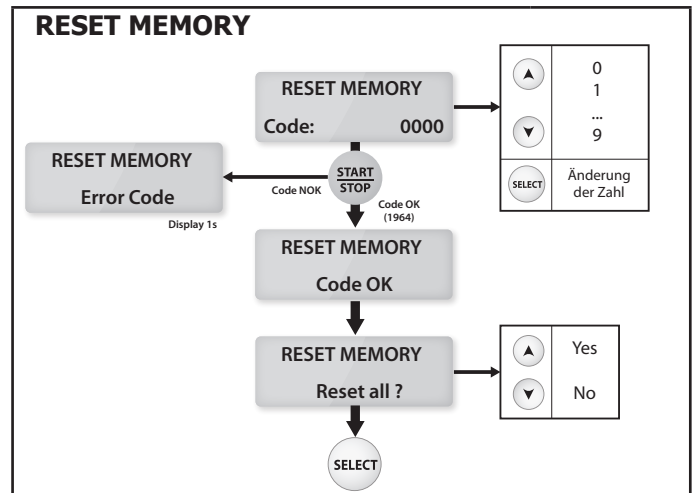 RESET MEMORY
RESET MEMORY
Code: 0000
0
1
...
9
SELECT
Änderung
der Zahl
RESET MEMORY
Error Code
Display 1s
Code NOK
START
STOP
Code OK
(1964)
RESET MEMORY
Code OK
RESET MEMORY
Reset all ?
Yes
No
SELECT